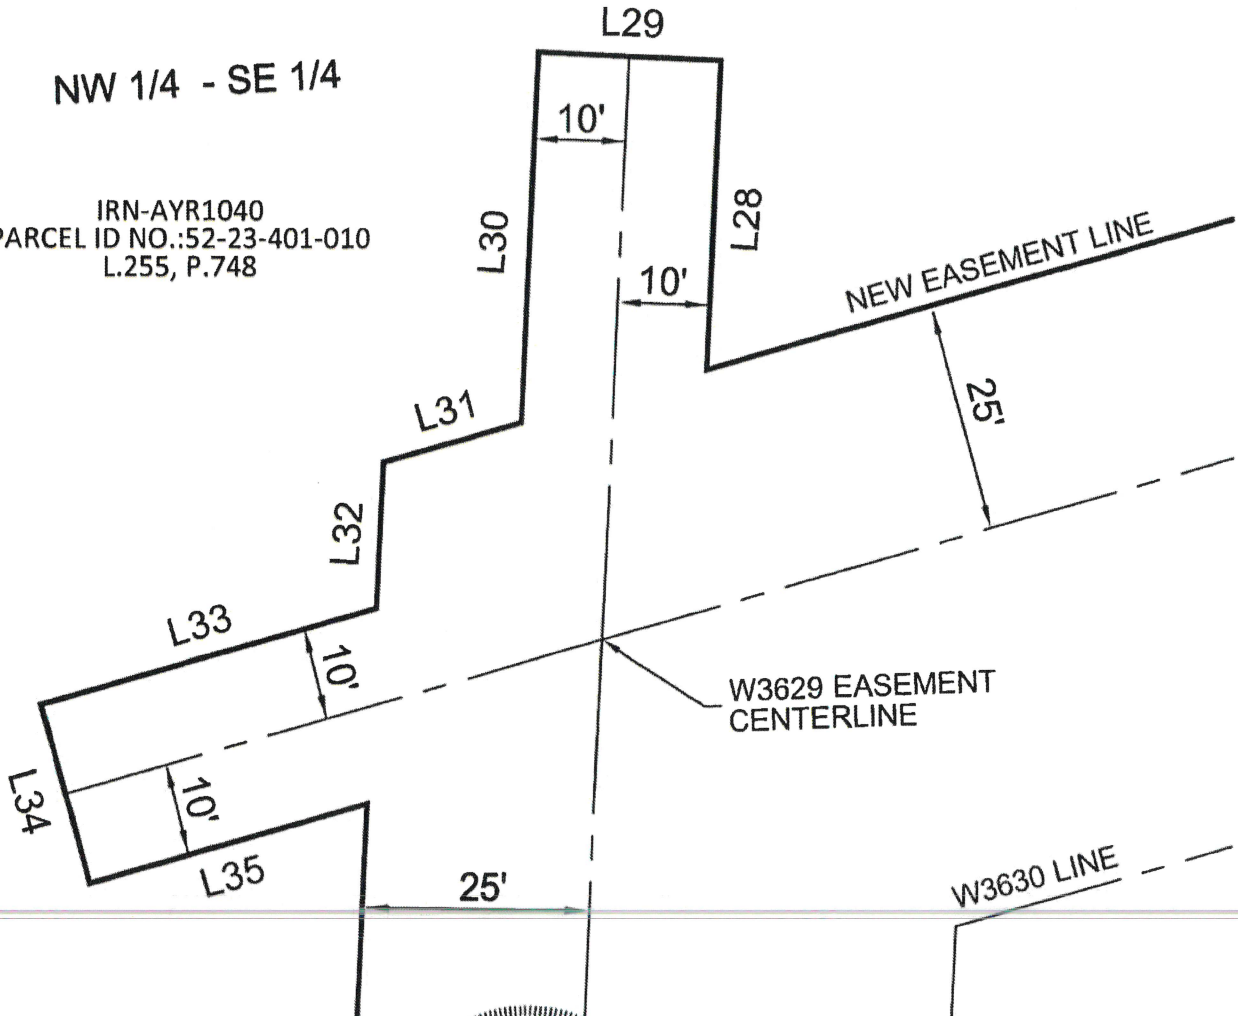 L29
NW 1/4 - SE 1/4
10'
IRN-AYR1040
PARCEL ID NO.:52-23-401-010
L.255, P.748
L30
L28
10'
NEW EASEMENT LINE
25'
L31
L32
L33
10'
W3629 EASEMENT
CENTERLINE
L34
10'
L35
25'
W3630 LINE